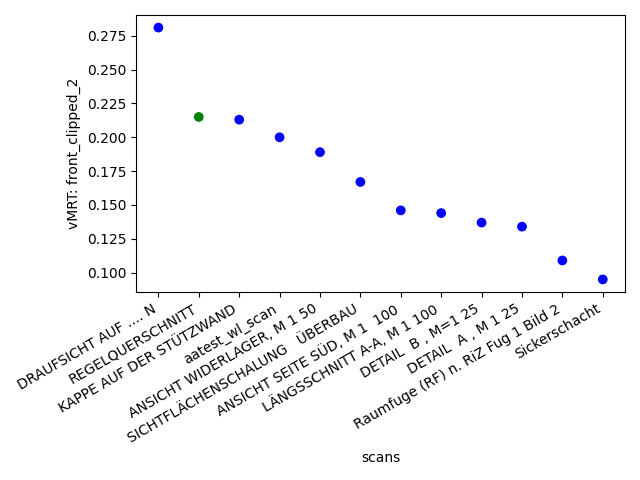 0.275
0.250
0.225
0.200
0.175
0.150
0.125
0.100
vMRT: front_clipped_2
DRAUFSICHT AUF .... N
REGELQUERSCHNITT
KAPPE AUF DER STÜTZWAND
aatest_wl_scan
ANSICHT WIDERLAGER, M 1 50
SICHTFLÄCHENSCHALUNG   ÜBERBAU
ANSICHT SEITE SÜD, M 1  100
LÄNGSSCHNITT A-A, M 1 100
DETAIL  B , M=1 25
DETAIL  A , M 1 25
Raumfuge (RF) n. RiZ Fug 1 Bild 2
Sickerschacht
scans